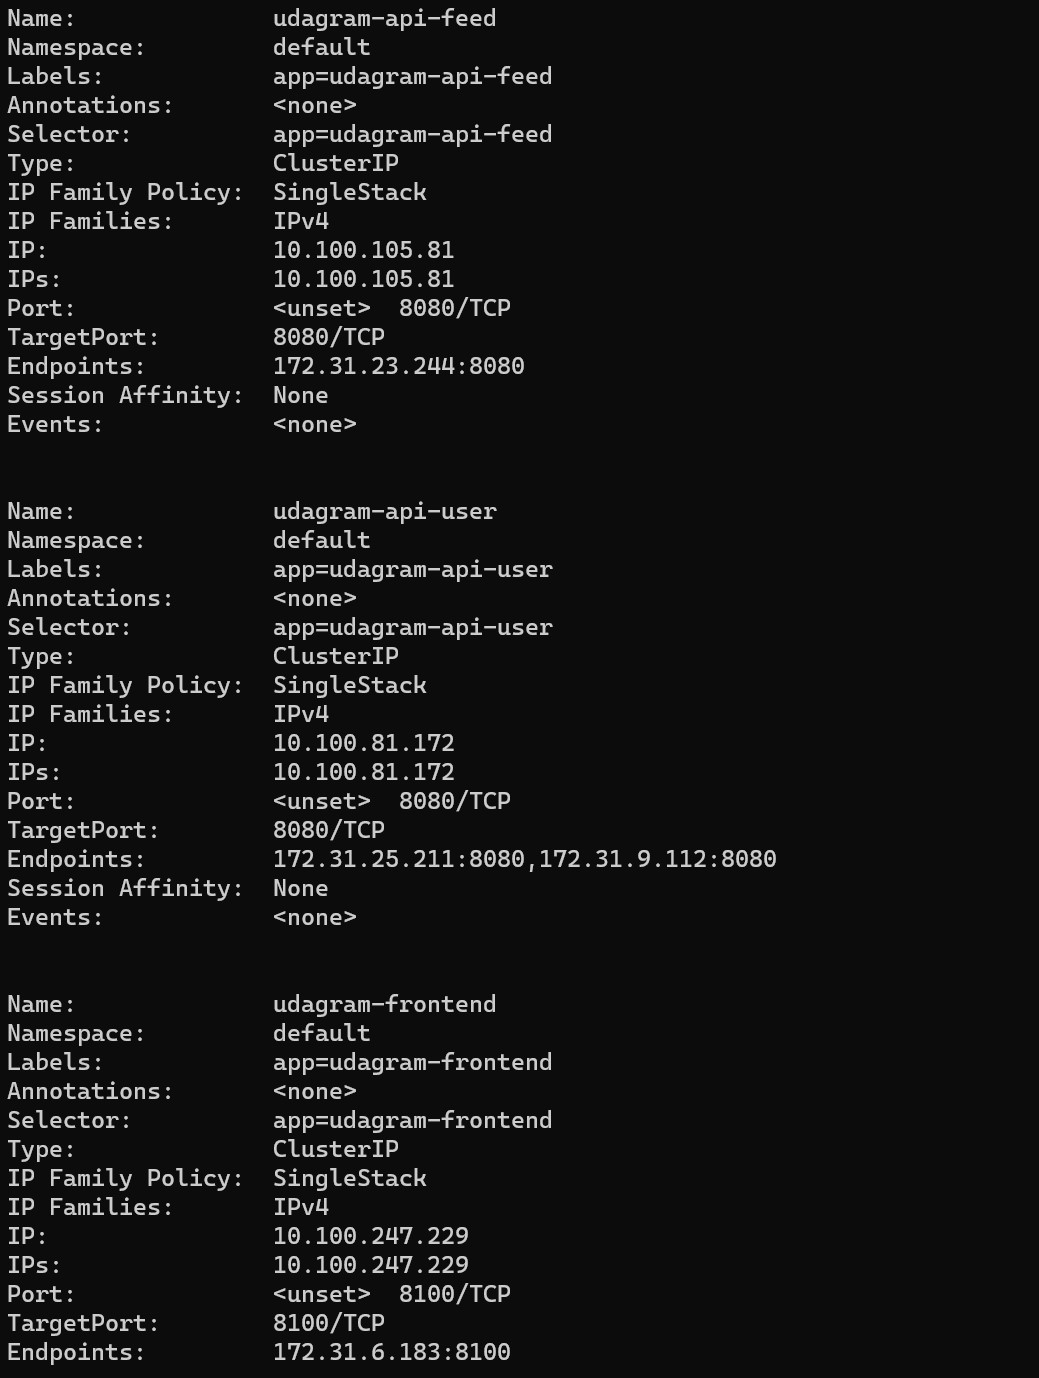 Name:              udagram-api-feed
Namespace:         default
Labels:            app=udagram-api-feed
Annotations:       <none>
Selector:          app=udagram-api-feed
Type:              ClusterIP
IP Family Policy:  SingleStack
IP Families:       IPv4
IP:                10.100.105.81
IPs:               10.100.105.81
Port:              <unset>  8080/TCP
TargetPort:        8080/TCP
Endpoints:         172.31.23.244:8080
Session Affinity:  None
Events:            <none>

Name:              udagram-api-user
Namespace:         default
Labels:            app=udagram-api-user
Annotations:       <none>
Selector:          app=udagram-api-user
Type:              ClusterIP
IP Family Policy:  SingleStack
IP Families:       IPv4
IP:                10.100.81.172
IPs:               10.100.81.172
Port:              <unset>  8080/TCP
TargetPort:        8080/TCP
Endpoints:         172.31.25.211:8080,172.31.9.112:8080
Session Affinity:  None
Events:            <none>

Name:              udagram-frontend
Namespace:         default
Labels:            app=udagram-frontend
Annotations:       <none>
Selector:          app=udagram-frontend
Type:              ClusterIP
IP Family Policy:  SingleStack
IP Families:       IPv4
IP:                10.100.247.229
IPs:               10.100.247.229
Port:              <unset>  8100/TCP
TargetPort:        8100/TCP
Endpoints:         172.31.6.183:8100